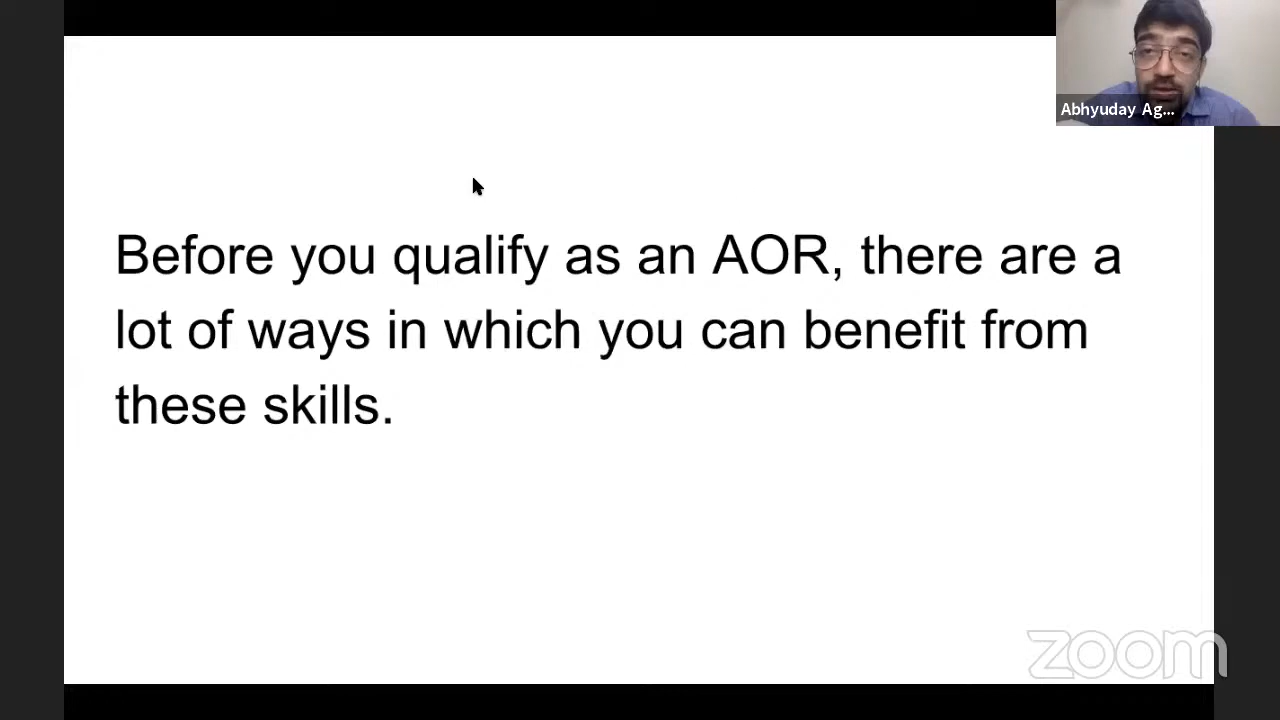 Abhyuday Ag...
Before you qualify as an AOR, there are a
lot of ways in which you can benefit from
these skills.
zoom